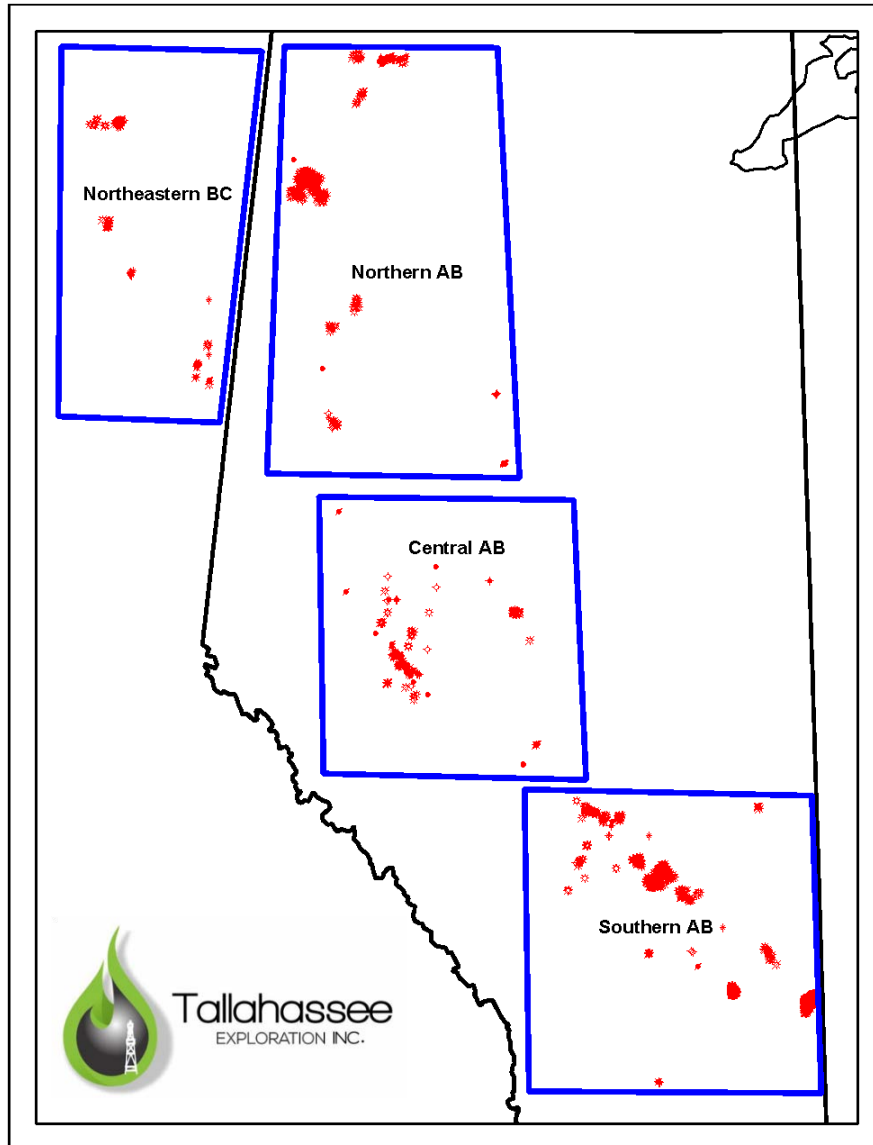 Northeastern BC
Northern AB
Central AB
Southern AB
Tallahassee
EXPLORATION INC.